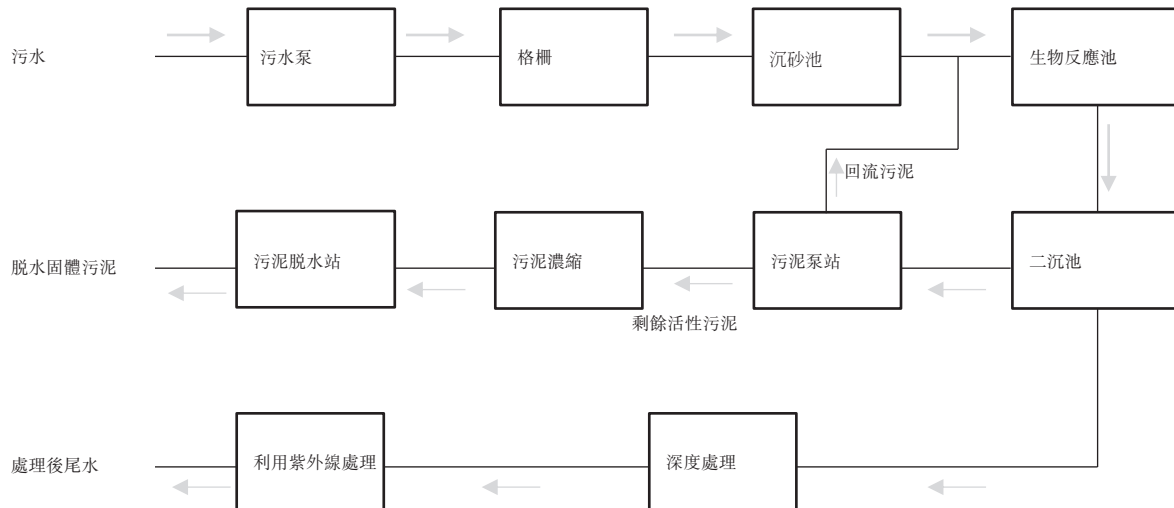 污水
污水泵
格柵
沉砂池
生物反應池
回流污泥
脱水固體污泥
污泥脱水站
污泥濃縮
污泥泵站
二沉池
剩餘活性污泥
處理後尾水
利用紫外線處理
深度處理